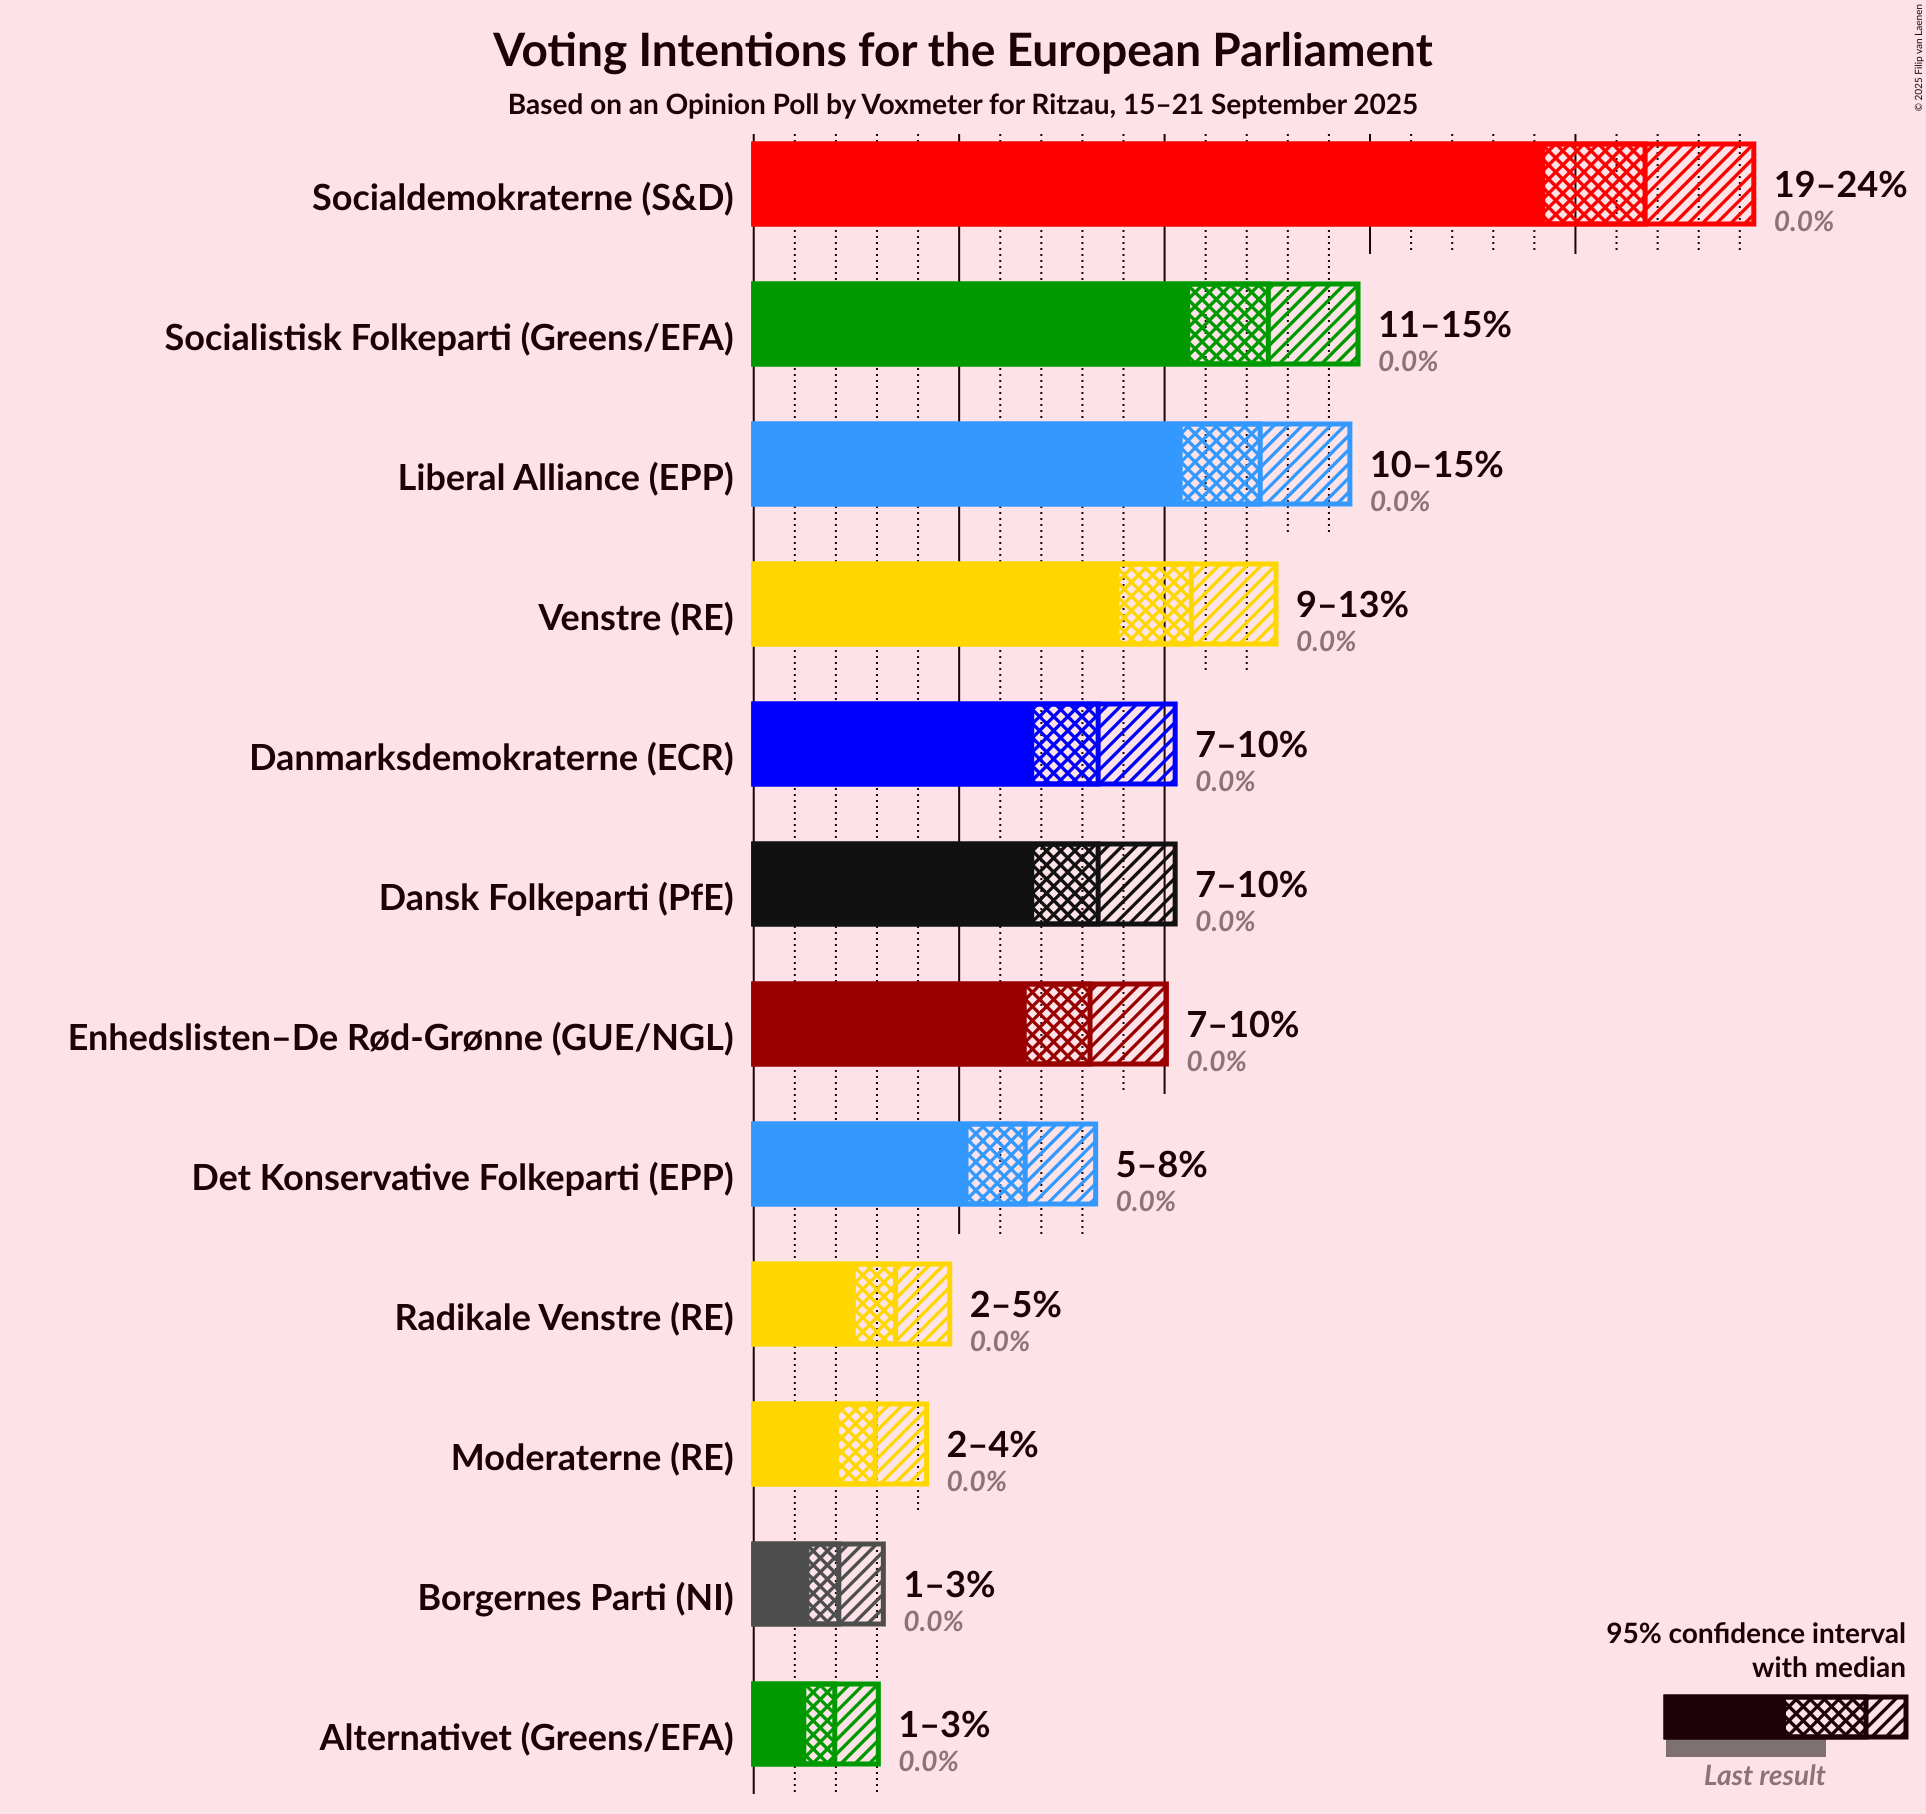 Voting Intentions for the European Parliament
Based on an Opinion Poll by Voxmeter for Ritzau, 15–21 September 2025
© 2025 Filip van Laenen
Socialdemokraterne (S&D)
19–24%
0.0%
Socialistisk Folkeparti (Greens/EFA)
11–15%
0.0%
Liberal Alliance (EPP)
10–15%
0.0%
Venstre (RE)
9–13%
0.0%
Danmarksdemokraterne (ECR)
7–10%
0.0%
Dansk Folkeparti (PfE)
7–10%
0.0%
Enhedslisten–De Rød-Grønne (GUE/NGL)
7–10%
0.0%
Det Konservative Folkeparti (EPP)
5–8%
0.0%
Radikale Venstre (RE)
2–5%
0.0%
Moderaterne (RE)
2–4%
0.0%
Borgernes Parti (NI)
1–3%
0.0%
Alternativet (Greens/EFA)
1–3%
0.0%
95% confidence interval
with median
Last result